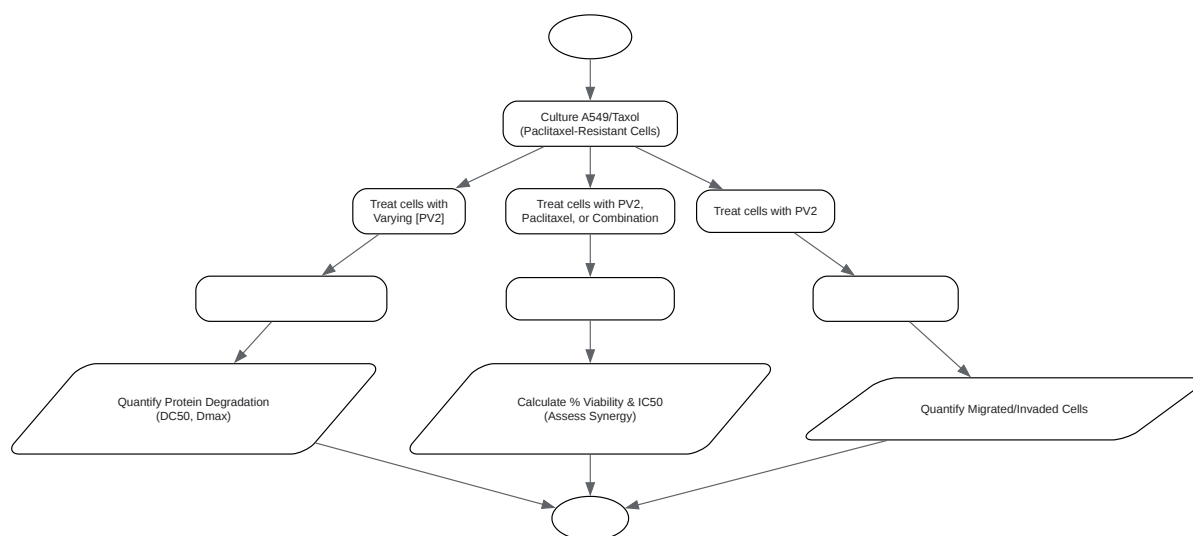 Culture A549/Taxol
(Paclitaxel-Resistant Cells)
Treat cells with
Varying [PV2]
Treat cells with PV2,
Paclitaxel, or Combination
Treat cells with PV2
Quantify Protein Degradation
(DC50, Dmax)
Calculate % Viability & IC50
(Assess Synergy)
Quantify Migrated/Invaded Cells